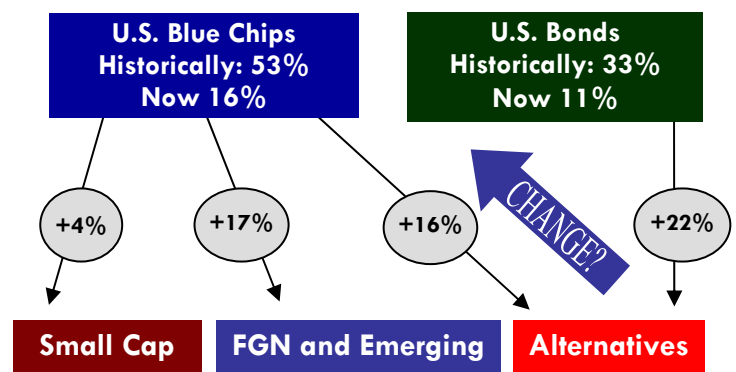 U.S. Blue Chips
Historically: 53%
Now 16%
U.S. Bonds
Historically: 33%
Now 11%
+4%
+17%
+16%
CHANGE?
+22%
Small Cap
FGN and Emerging
Alternatives